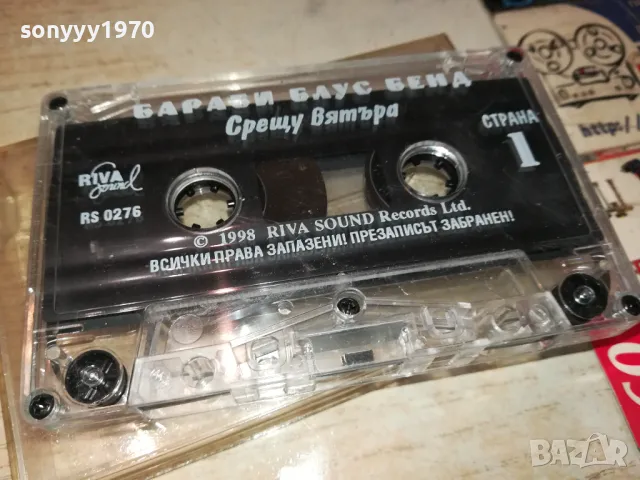 sonyyy1970
БАРАБИ БЛУС БЕНД
Срещу Вятъра
СТРАНА
1
RIVA
Sound
RS 0276
© 1998 RIVA SOUND Records Ltd.
ВСИЧКИ ПРАВА ЗАПАЗЕНИ! ПРЕЗАПИСЪТ ЗАБРАНЕН!
http:/
BAZAR